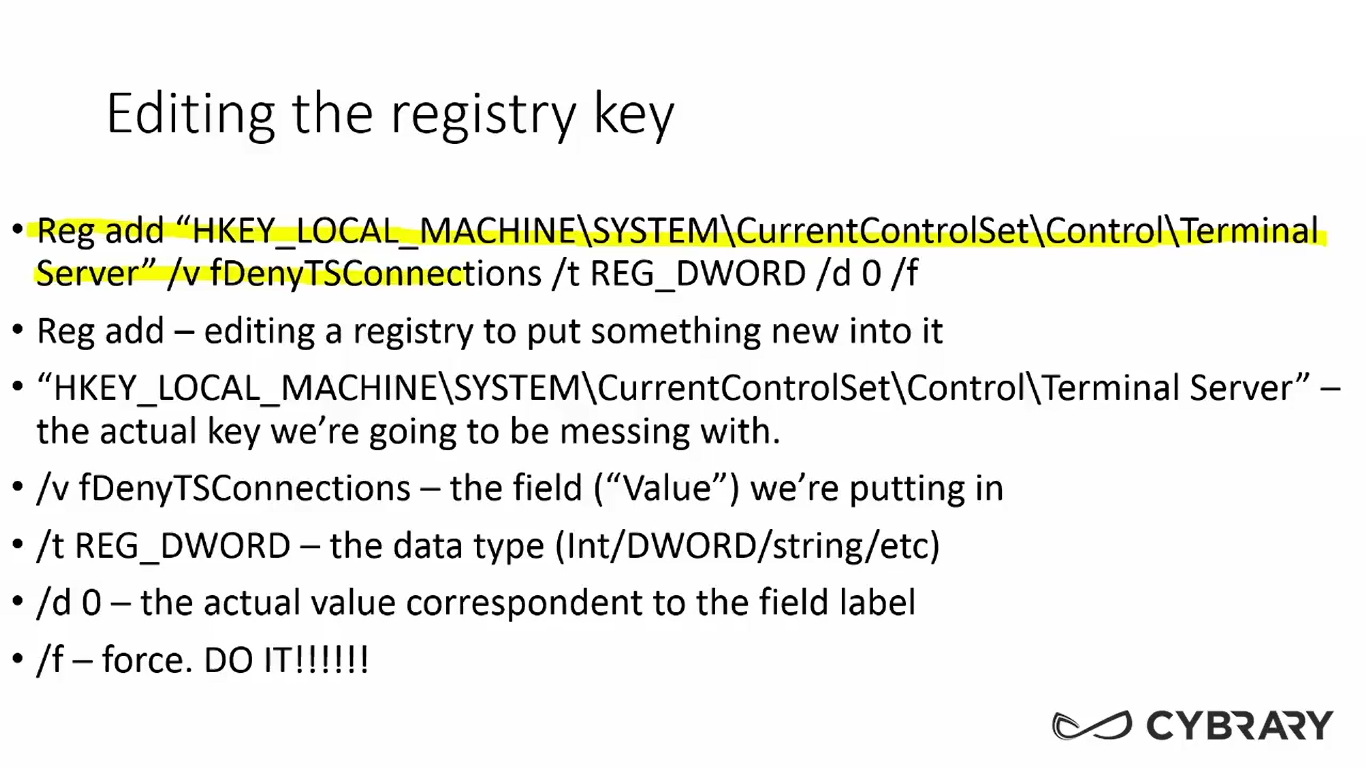 Editing the registry key
• Reg add “HKEY_LOCAL_MACHINE\SYSTEM\CurrentControlSet\Control\Terminal
Server” /v fDenyTSConnections /t REG_DWORD /d 0 /f
• Reg add – editing a registry to put something new into it
• “HKEY_LOCAL_MACHINE\SYSTEM\CurrentControlSet\Control\Terminal Server” –
the actual key we’re going to be messing with.
• /v fDenyTSConnections – the field (“Value”) we’re putting in
• /t REG_DWORD – the data type (Int/DWORD/string/etc)
• /d 0 – the actual value correspondent to the field label
• /f – force. DO IT!!!!!!
CYBRARY